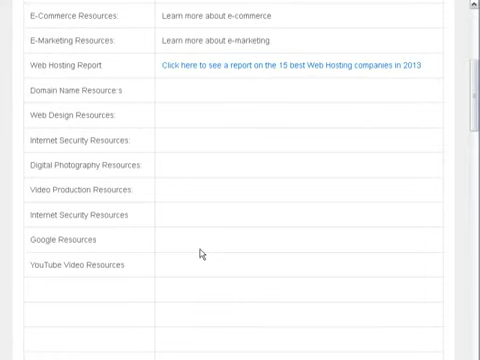 E-Commerce Resources: Learn more about e-commerce
E-Marketing Resources: Learn more about e-marketing
Web Hosting Report Click here to see a report on the 15 best Web Hosting companies in 2013
Domain Name Resource:s
Web Design Resources:
Internet Security Resources:
Digital Photography Resources:
Video Production Resources:
Internet Security Resources
Google Resources
YouTube Video Resources